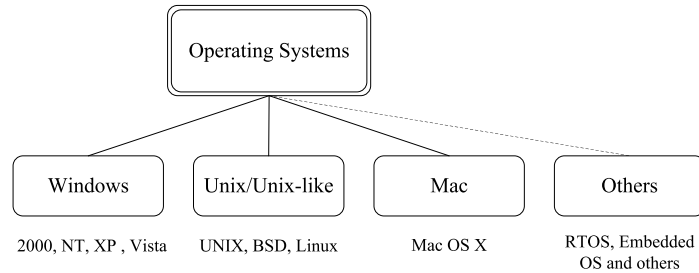 Operating Systems
Windows
Unix/Unix-like
Mac
Others
2000, NT, XP , Vista
UNIX, BSD, Linux
Mac OS X
RTOS, Embedded
OS and others